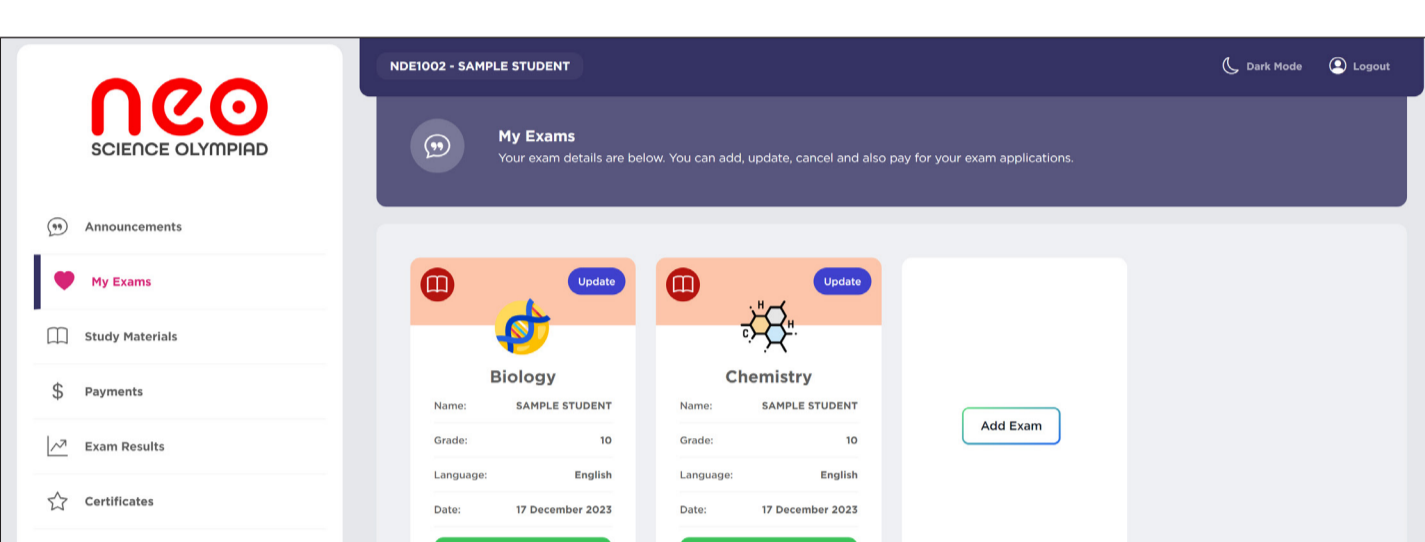 neo
SCIENCE OLYMPIAD
Announcements
My Exams
Study Materials
Payments
Exam Results
Certificates
NDE1002 - SAMPLE STUDENT
Dark Mode
Logout
My Exams
Your exam details are below. You can add, update, cancel and also pay for your exam applications.
Update
Biology
Name: SAMPLE STUDENT
Grade: 10
Language: English
Date: 17 December 2023
Update
H
H
C
Chemistry
Name: SAMPLE STUDENT
Grade: 10
Language: English
Date: 17 December 2023
Add Exam